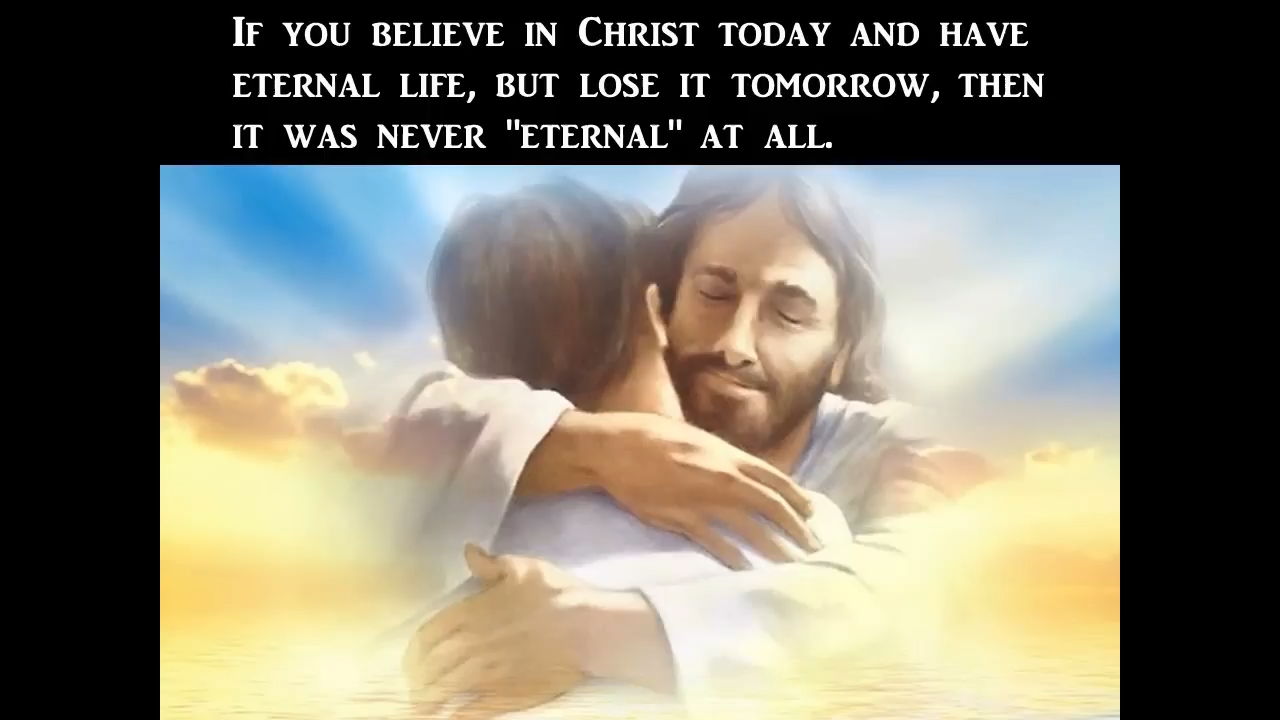 If you believe in Christ today and have
eternal life, but lose it tomorrow, then
it was never "eternal" at all.